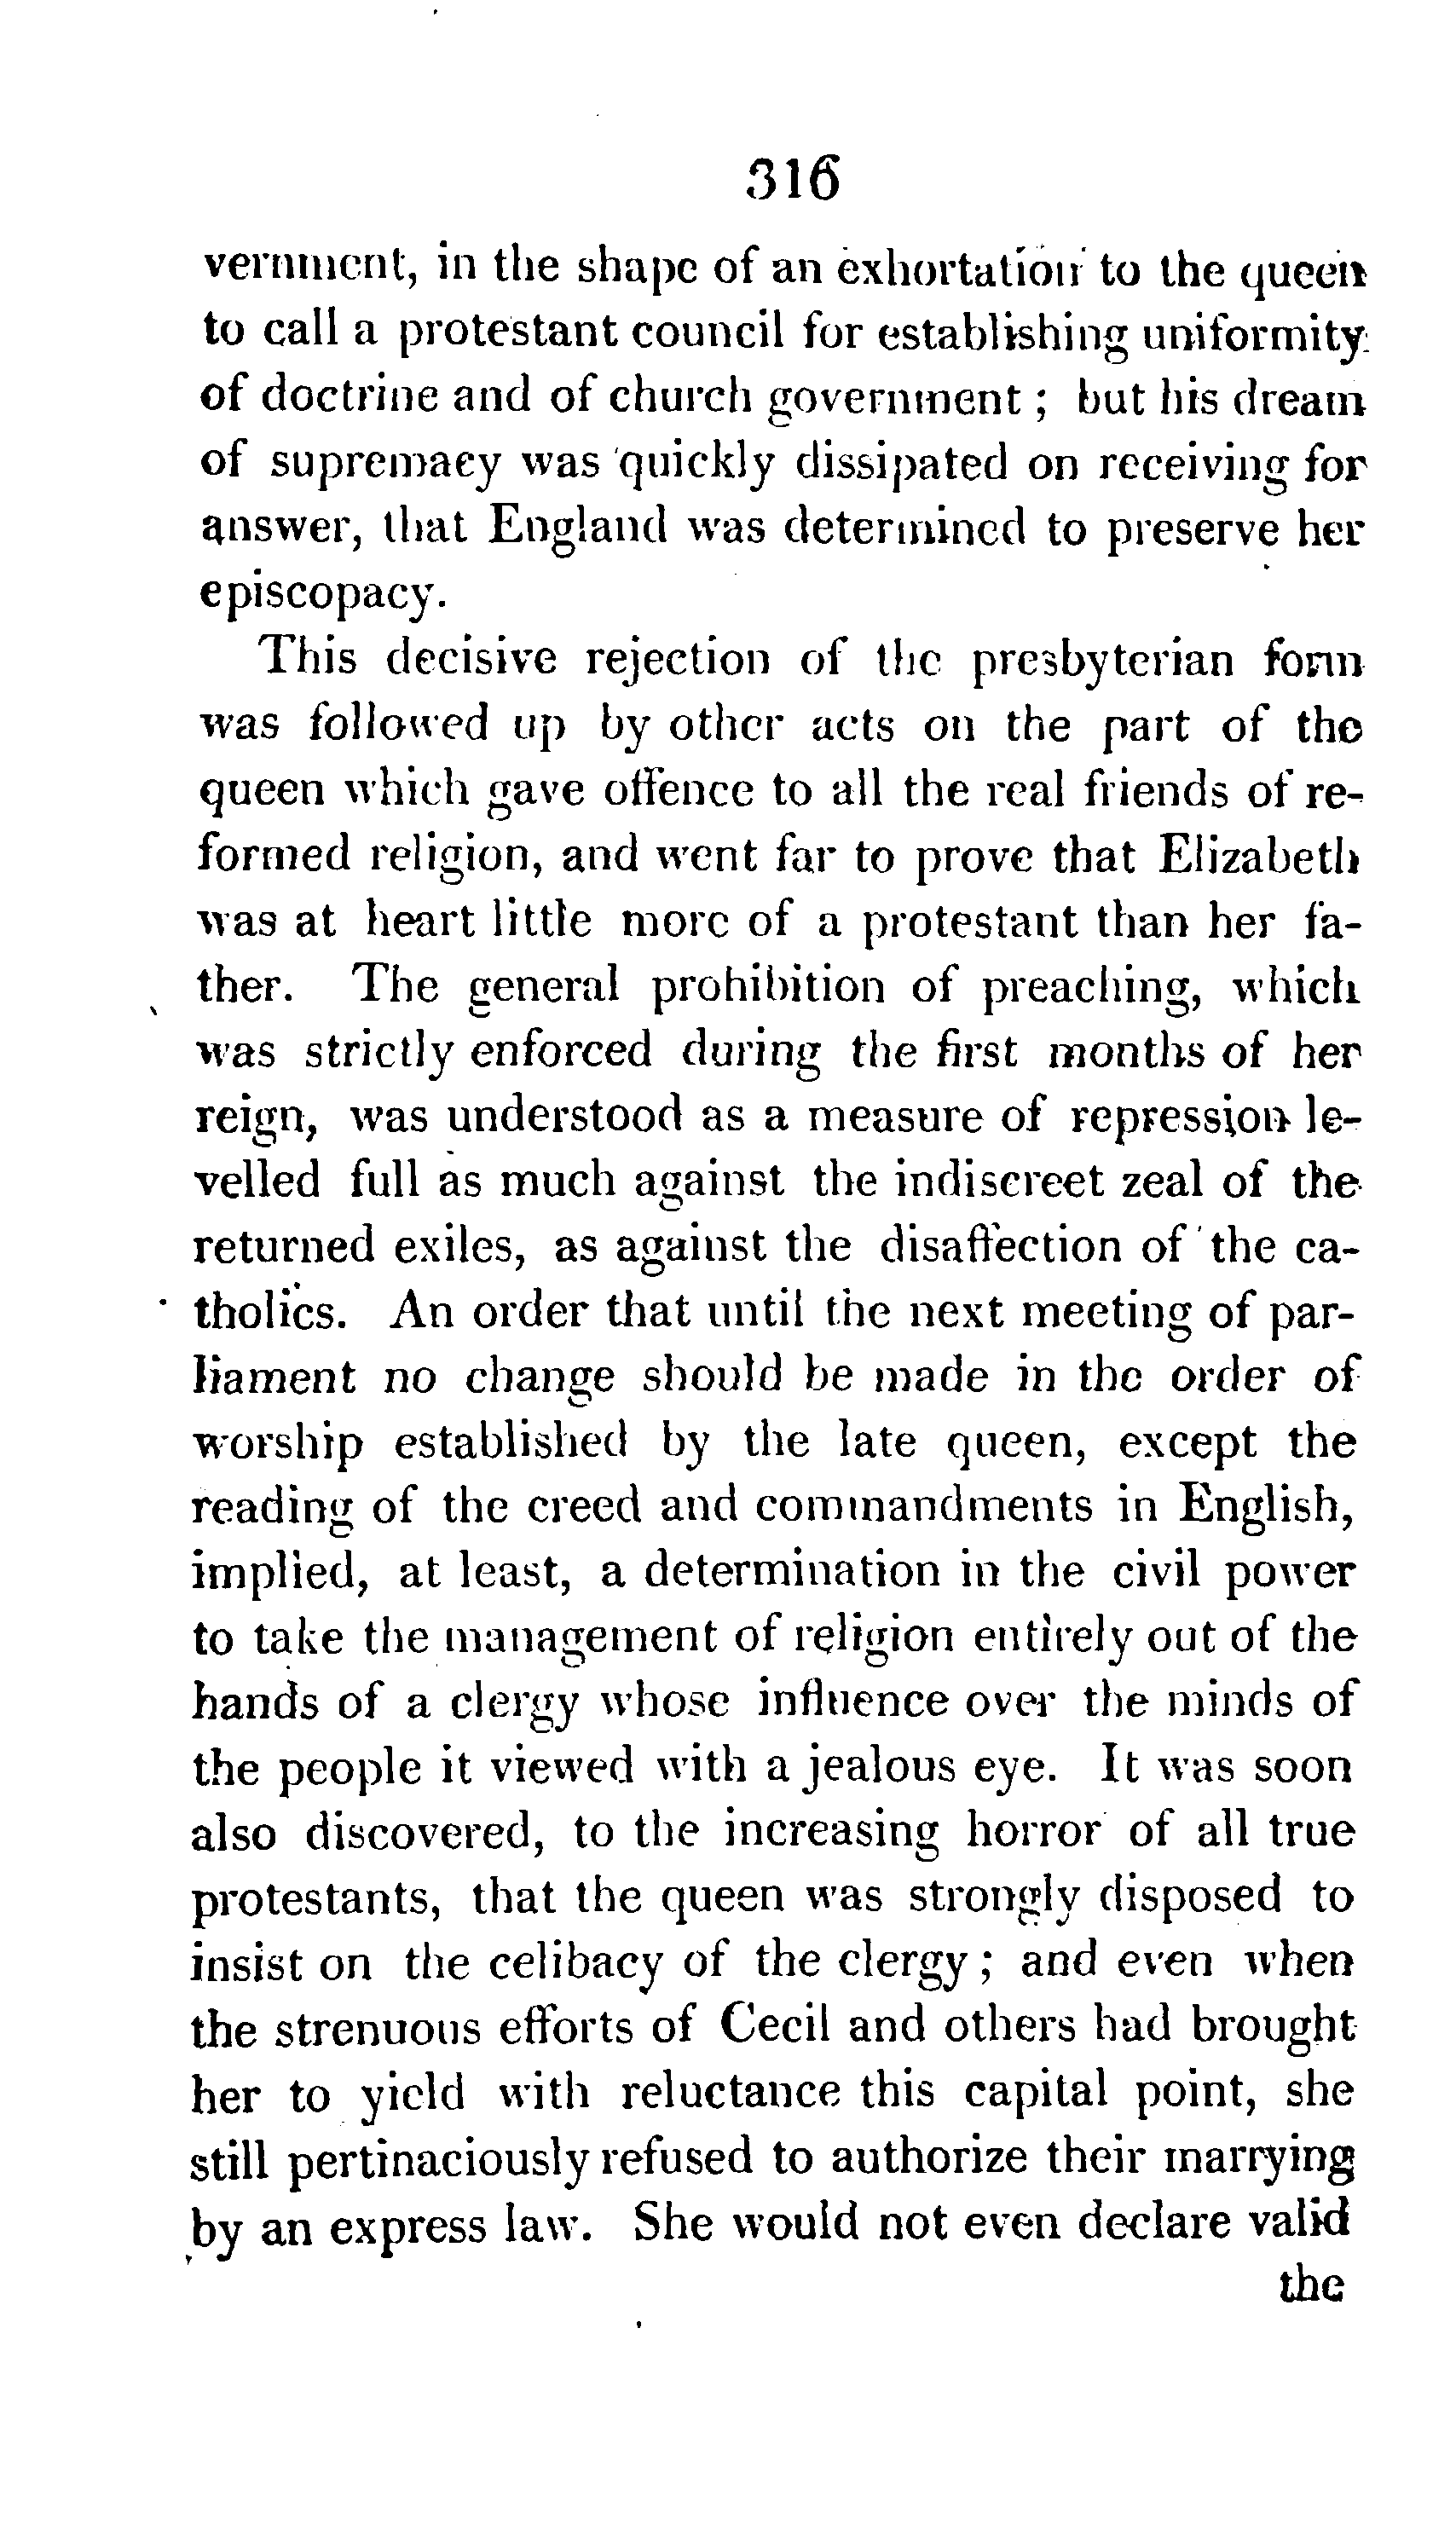 316
vernment, in the shape of an exhortation to the queen
to call a protestant council for establishing uniformity
of doctrine and of church government ; but his dream
of supremacy was quickly dissipated on receiving for
answer, that England was determined to preserve her
episcopacy.
This decisive rejection of the presbyterian form
was followed up by other acts on the part of the
queen which gave offence to all the real friends of re-
formed religion, and went far to prove that Elizabeth
was at heart little more of a protestant than her fa-
ther. The general prohibition of preaching, which
was strictly enforced during the first months of her
reign, was understood as a measure of repression le-
velled full as much against the indiscreet zeal of the
returned exiles, as against the disaffection of the ca-
tholics. An order that until the next meeting of par-
liament no change should be made in the order of
worship established by the late queen, except the
reading of the creed and commandments in English,
implied, at least, a determination in the civil power
to take the management of religion entirely out of the
hands of a clergy whose influence over the minds of
the people it viewed with a jealous eye. It was soon
also discovered, to the increasing horror of all true
protestants, that the queen was strongly disposed to
insist on the celibacy of the clergy ; and even when
the strenuous efforts of Cecil and others had brought
her to yield with reluctance this capital point, she
still pertinaciously refused to authorize their marrying
by an express law. She would not even declare valid
the